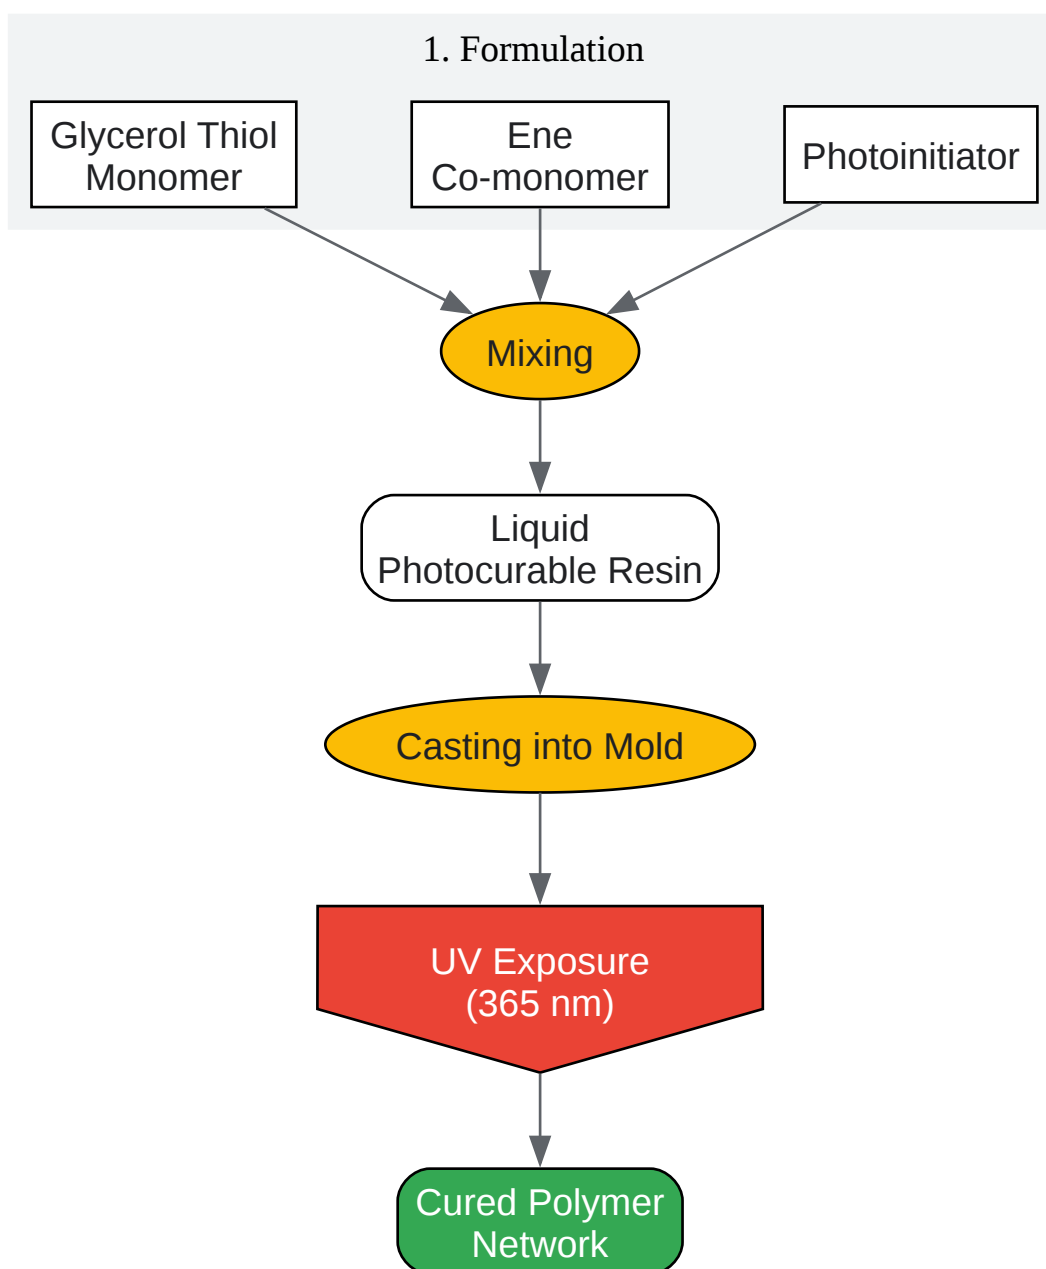 1. Formulation
Glycerol Thiol
Monomer
Ene
Co-monomer
Photoinitiator
Mixing
Liquid
Photocurable Resin
Casting into Mold
UV Exposure
(365 nm)
Cured Polymer
Network